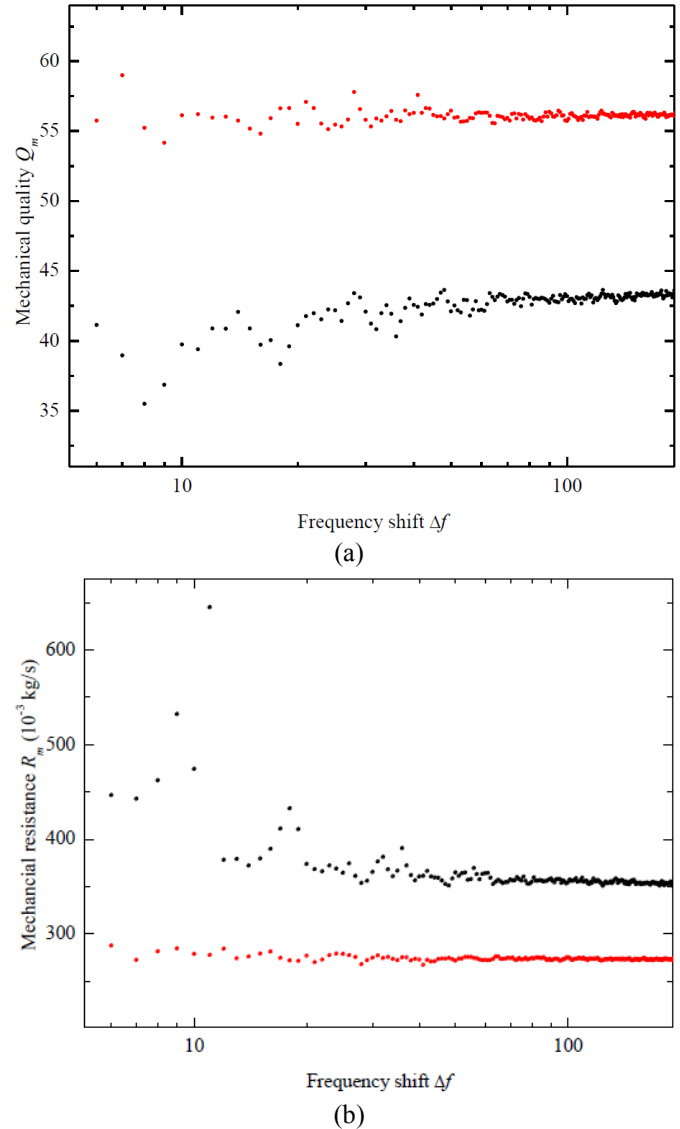 60
55
50
45
40
35
Mechanical quality Qm
10
100
Frequency shift Δf
(a)
600
500
400
300
Mechancial resistance Rm (10⁻³ kg/s)
10
100
Frequency shift Δf
(b)